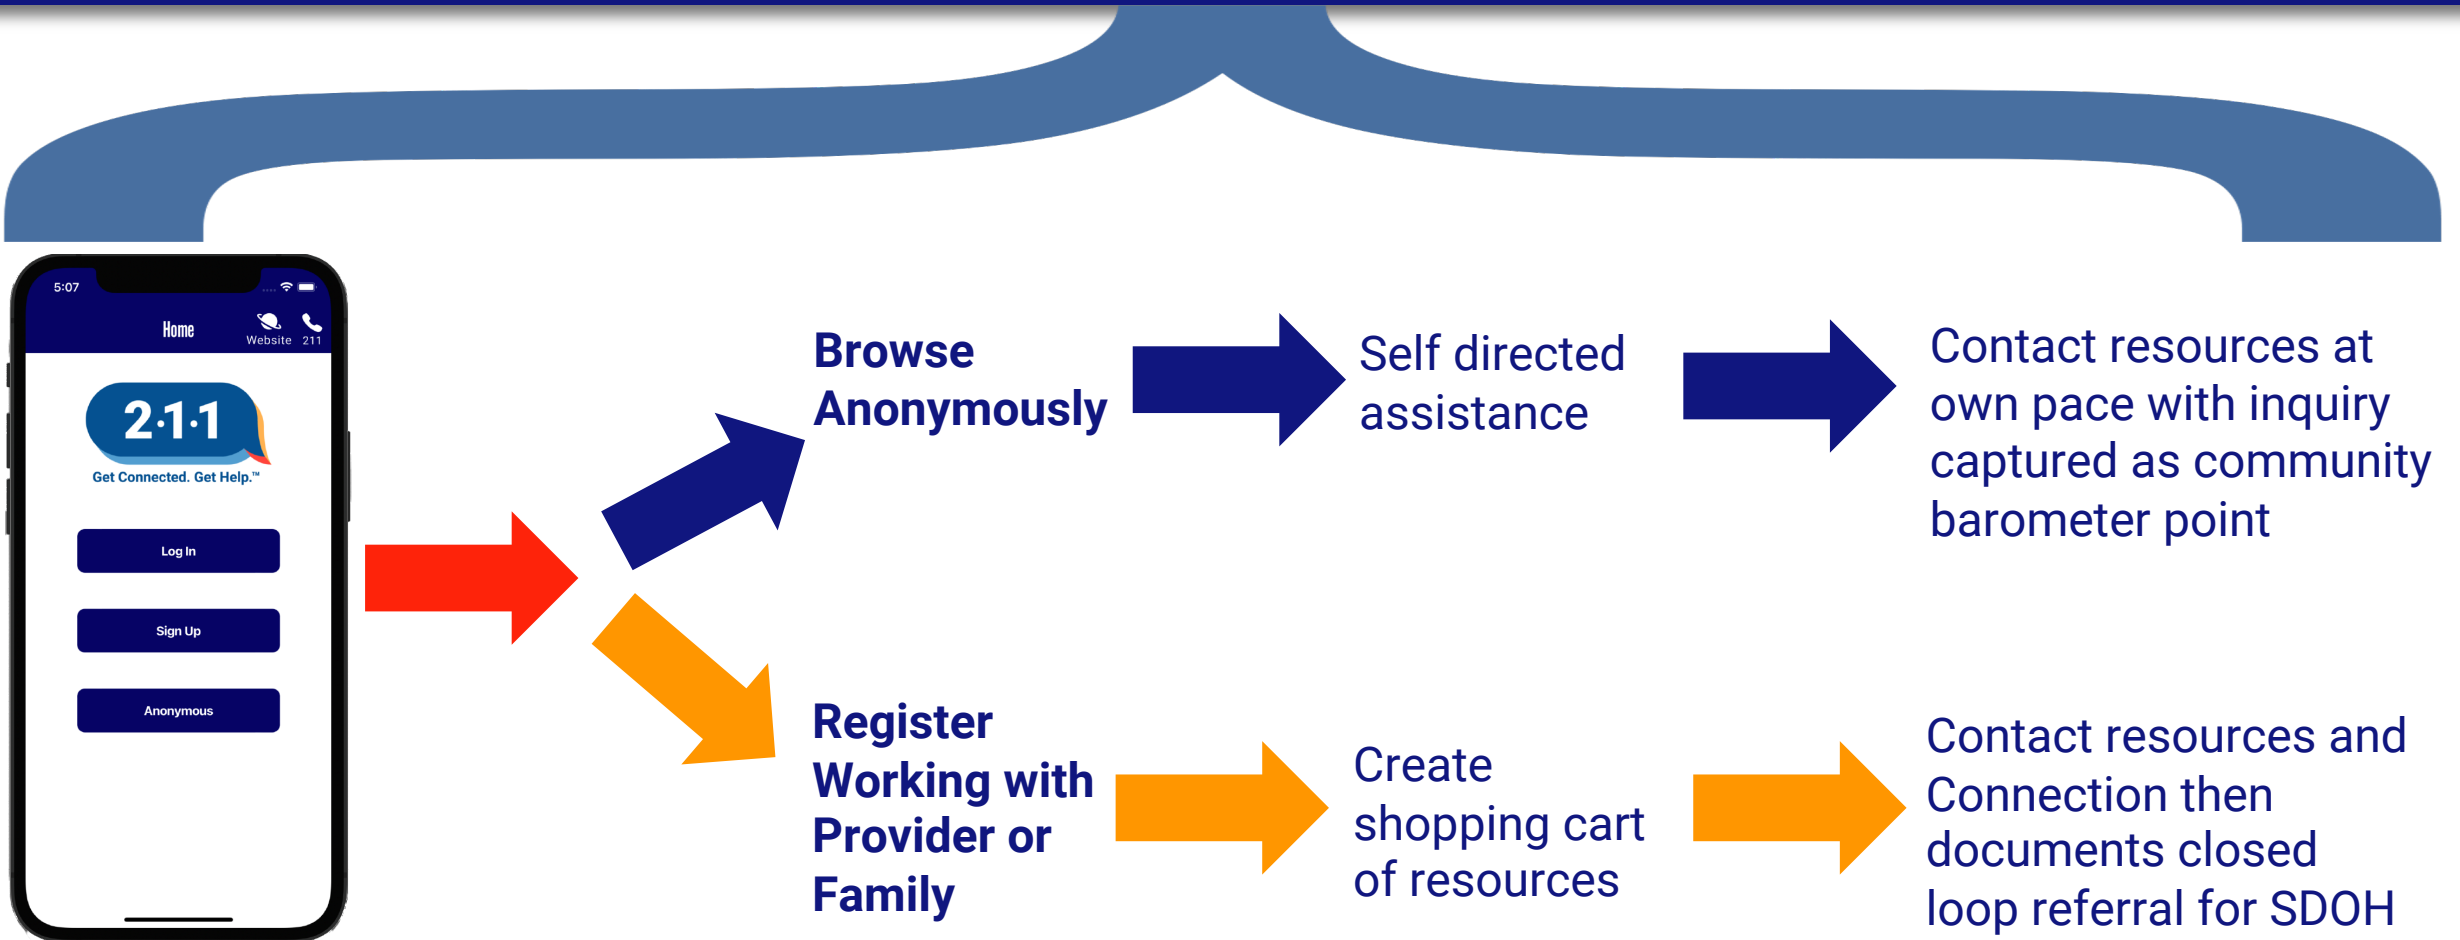 5:07
Home
Website 211
2·1·1
Get Connected. Get Help.™
Log In
Sign Up
Anonymous
Browse
Anonymously
Self directed
assistance
Contact resources at
own pace with inquiry
captured as community
barometer point
Register
Working with
Provider or
Family
Create
shopping cart
of resources
Contact resources and
Connection then
documents closed
loop referral for SDOH